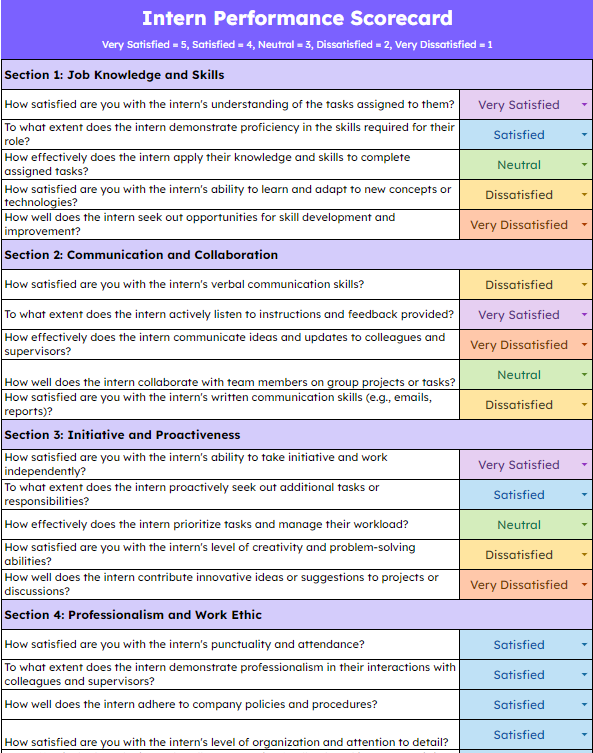 Intern Performance Scorecard
Very Satisfied = 5, Satisfied = 4, Neutral = 3, Dissatisfied = 2, Very Dissatisfied = 1
Section 1: Job Knowledge and Skills
How satisfied are you with the intern's understanding of the tasks assigned to them? Very Satisfied
To what extent does the intern demonstrate proficiency in the skills required for their
role? Satisfied
How effectively does the intern apply their knowledge and skills to complete
assigned tasks? Neutral
How satisfied are you with the intern's ability to learn and adapt to new concepts or
technologies? Dissatisfied
How well does the intern seek out opportunities for skill development and
improvement? Very Dissatisfied
Section 2: Communication and Collaboration
How satisfied are you with the intern's verbal communication skills? Dissatisfied
To what extent does the intern actively listen to instructions and feedback provided? Very Satisfied
How effectively does the intern communicate ideas and updates to colleagues and
supervisors? Very Dissatisfied
How well does the intern collaborate with team members on group projects or tasks? Neutral
How satisfied are you with the intern's written communication skills (e.g., emails,
reports)? Dissatisfied
Section 3: Initiative and Proactiveness
How satisfied are you with the intern's ability to take initiative and work
independently? Very Satisfied
To what extent does the intern proactively seek out additional tasks or
responsibilities? Satisfied
How effectively does the intern prioritize tasks and manage their workload? Neutral
How satisfied are you with the intern's level of creativity and problem-solving
abilities? Dissatisfied
How well does the intern contribute innovative ideas or suggestions to projects or
discussions? Very Dissatisfied
Section 4: Professionalism and Work Ethic
How satisfied are you with the intern's punctuality and attendance? Satisfied
To what extent does the intern demonstrate professionalism in their interactions with
colleagues and supervisors? Satisfied
How well does the intern adhere to company policies and procedures? Satisfied
How satisfied are you with the intern's level of organization and attention to detail? Satisfied